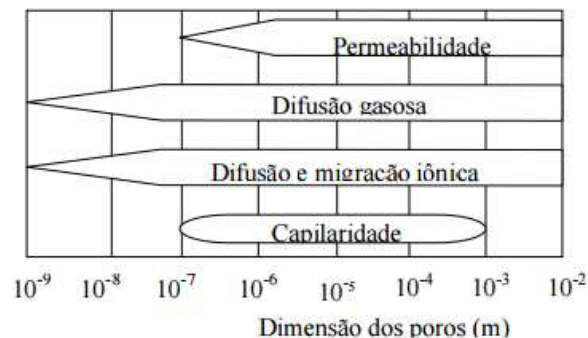 Permeabilidade
Difusão gasosa
Difusão e migração iônica
Capilaridade
10⁻⁹ 10⁻⁸ 10⁻⁷ 10⁻⁶ 10⁻⁵ 10⁻⁴ 10⁻³ 10⁻²
Dimensão dos poros (m)